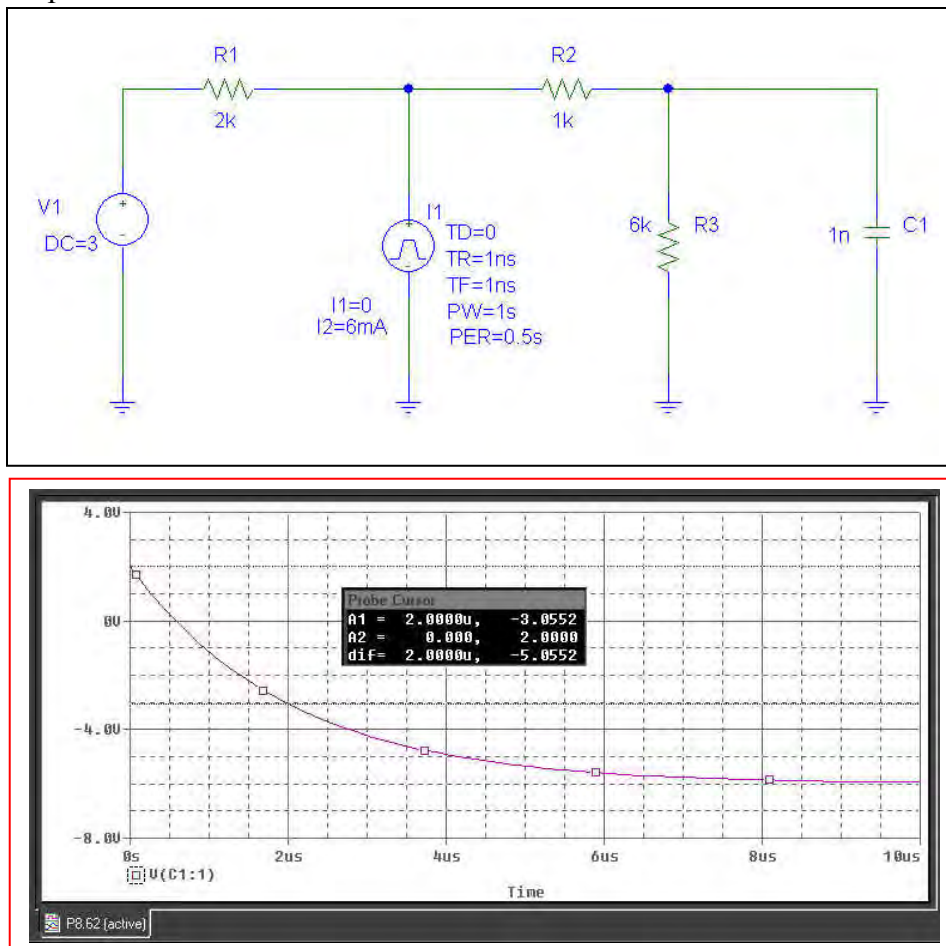 R1
R2
2k
1k
V1
DC=3
+
-
I1
+
-
TD=0
TR=1ns
TF=1ns
PW=1s
PER=0.5s
I1=0
I2=6mA
6k
R3
1n
C1
4.0V
0V
-4.0V
-8.0V
Probe Cursor
A1 = 2.0000u, -3.0552
A2 = 0.000, 2.0000
dif= 2.0000u, -5.0552
0s
2us
4us
6us
8us
10us
V(C1:1)
Time
P8.62 (active)